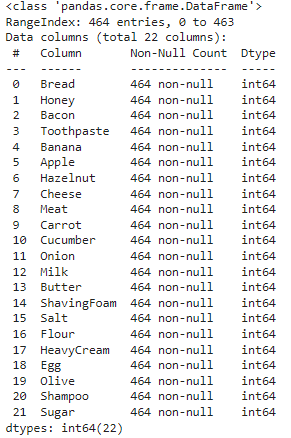 <class 'pandas.core.frame.DataFrame'>
RangeIndex: 464 entries, 0 to 463
Data columns (total 22 columns):
 #   Column       Non-Null Count  Dtype
---  ------       --------------  -----
 0   Bread        464 non-null    int64
 1   Honey        464 non-null    int64
 2   Bacon        464 non-null    int64
 3   Toothpaste   464 non-null    int64
 4   Banana       464 non-null    int64
 5   Apple        464 non-null    int64
 6   Hazelnut     464 non-null    int64
 7   Cheese       464 non-null    int64
 8   Meat         464 non-null    int64
 9   Carrot       464 non-null    int64
 10  Cucumber     464 non-null    int64
 11  Onion        464 non-null    int64
 12  Milk         464 non-null    int64
 13  Butter       464 non-null    int64
 14  ShavingFoam  464 non-null    int64
 15  Salt         464 non-null    int64
 16  Flour        464 non-null    int64
 17  HeavyCream   464 non-null    int64
 18  Egg          464 non-null    int64
 19  Olive        464 non-null    int64
 20  Shampoo      464 non-null    int64
 21  Sugar        464 non-null    int64
dtypes: int64(22)